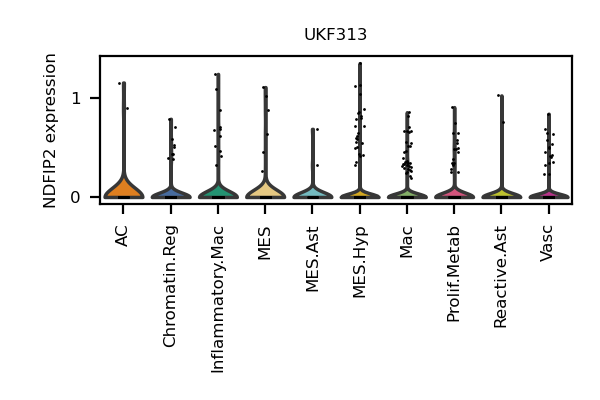 UKF313
NDFIP2 expression
1
0
AC
Chromatin.Reg
Inflammatory.Mac
MES
MES.Ast
MES.Hyp
Mac
Prolif.Metab
Reactive.Ast
Vasc